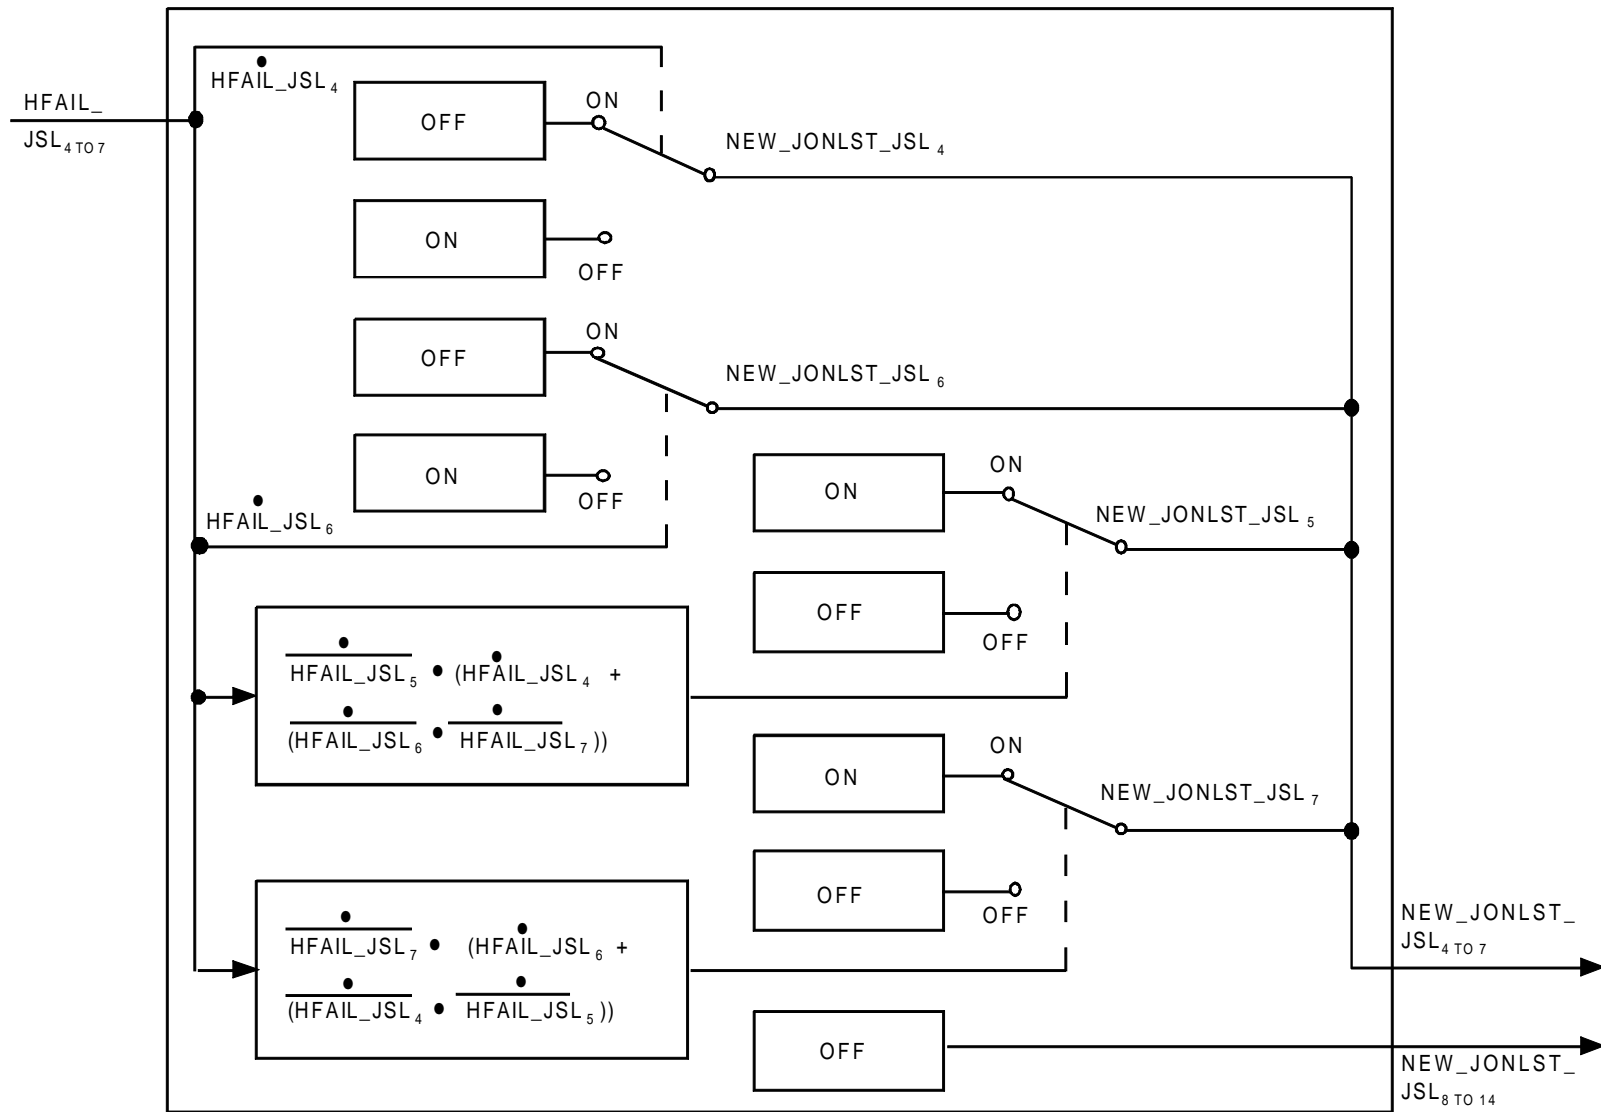 HFAIL_JSL4
HFAIL_
JSL4 TO 7
OFF
ON
NEW_JONLST_JSL4
ON
OFF
OFF
ON
NEW_JONLST_JSL6
ON
OFF
HFAIL_JSL6
ON
ON
NEW_JONLST_JSL5
OFF
OFF
HFAIL_JSL5 • (HFAIL_JSL4 +
(HFAIL_JSL6 • HFAIL_JSL7))
ON
ON
NEW_JONLST_JSL7
OFF
OFF
HFAIL_JSL7 • (HFAIL_JSL6 +
(HFAIL_JSL4 • HFAIL_JSL5))
NEW_JONLST_
JSL4 TO 7
OFF
NEW_JONLST_
JSL8 TO 14